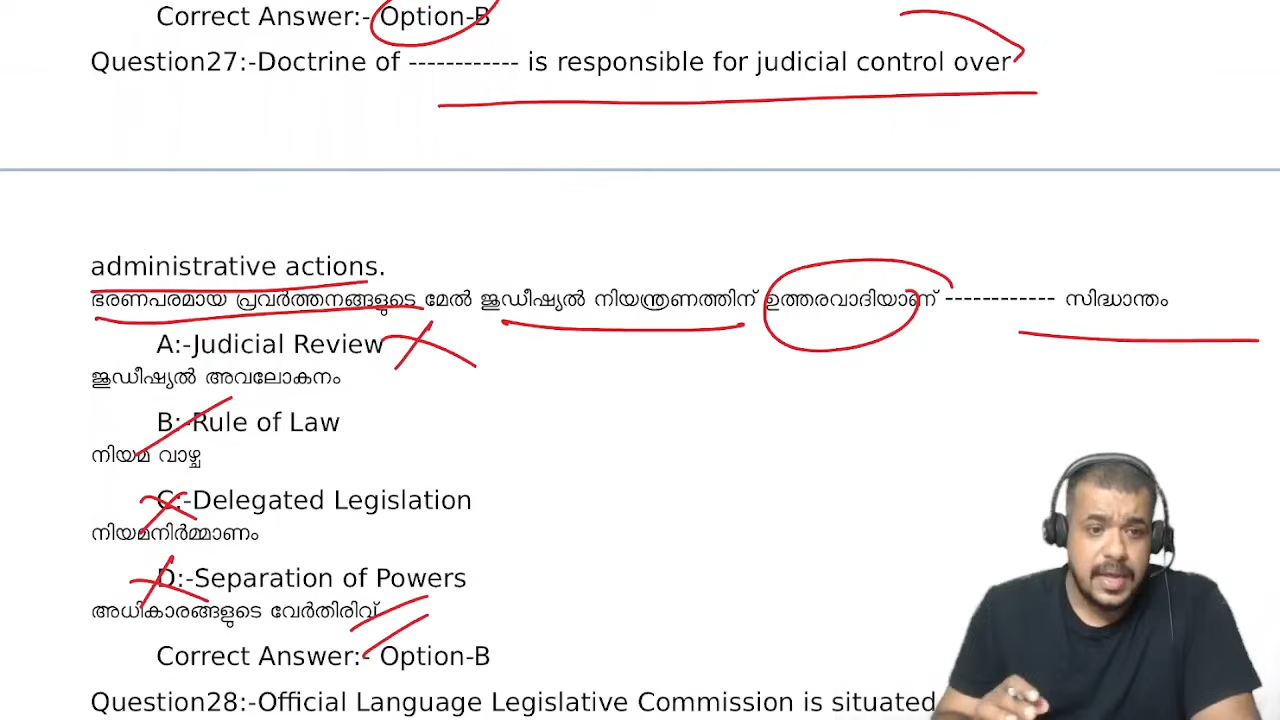 Correct Answer:- Option-B
Question27:-Doctrine of ------------ is responsible for judicial control over
administrative actions.
ഭരണപരമായ പ്രവർത്തനങ്ങളുടെ മേൽ ജുഡീഷ്യൽ നിയന്ത്രണത്തിന് ഉത്തരവാദിയാണ് ------------ സിദ്ധാന്തം
A:-Judicial Review
ജുഡീഷ്യൽ അവലോകനം
B:-Rule of Law
നിയമ വാഴ്ച
C:-Delegated Legislation
നിയമനിർമ്മാണം
D:-Separation of Powers
അധികാരങ്ങളുടെ വേർതിരിവ്
Correct Answer:- Option-B
Question28:-Official Language Legislative Commission is situated